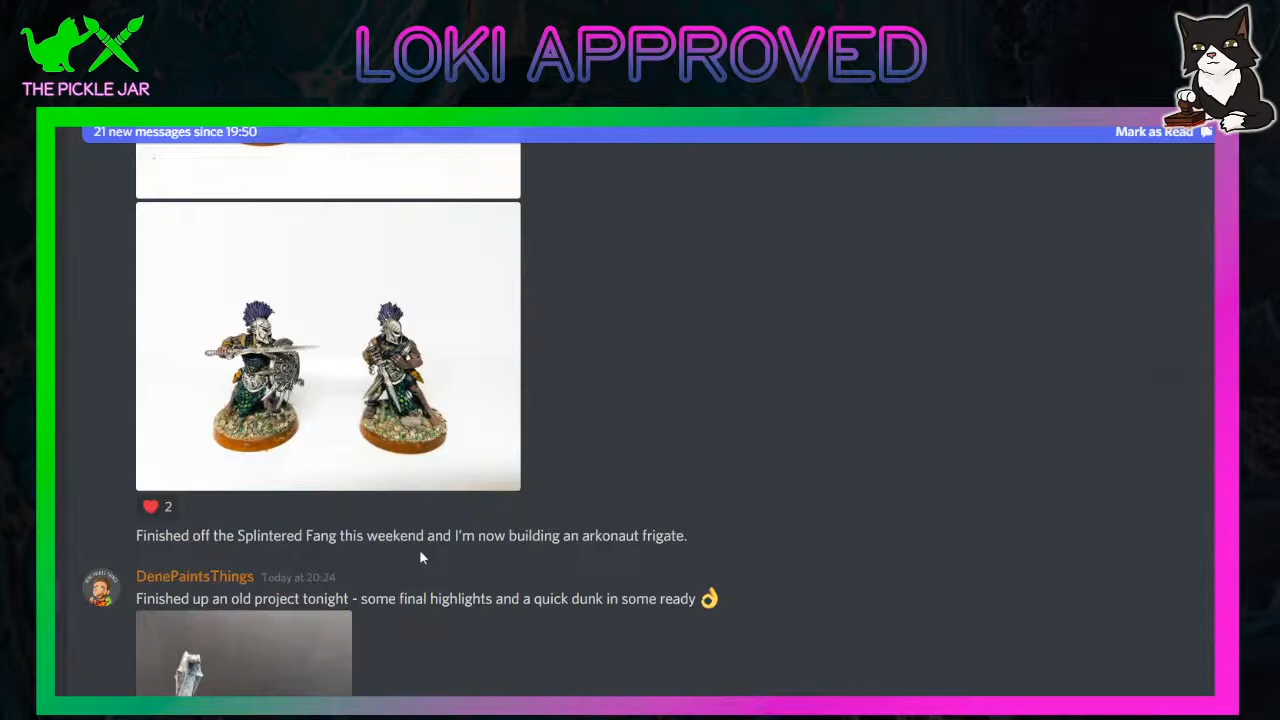 LOKI APPROVED
THE PICKLE JAR
21 new messages since 19:50
Mark as Read
2
Finished off the Splintered Fang this weekend and I'm now building an arkonaut frigate.
DenePaintsThings Today at 20:24
Finished up an old project tonight - some final highlights and a quick dunk in some ready 👌